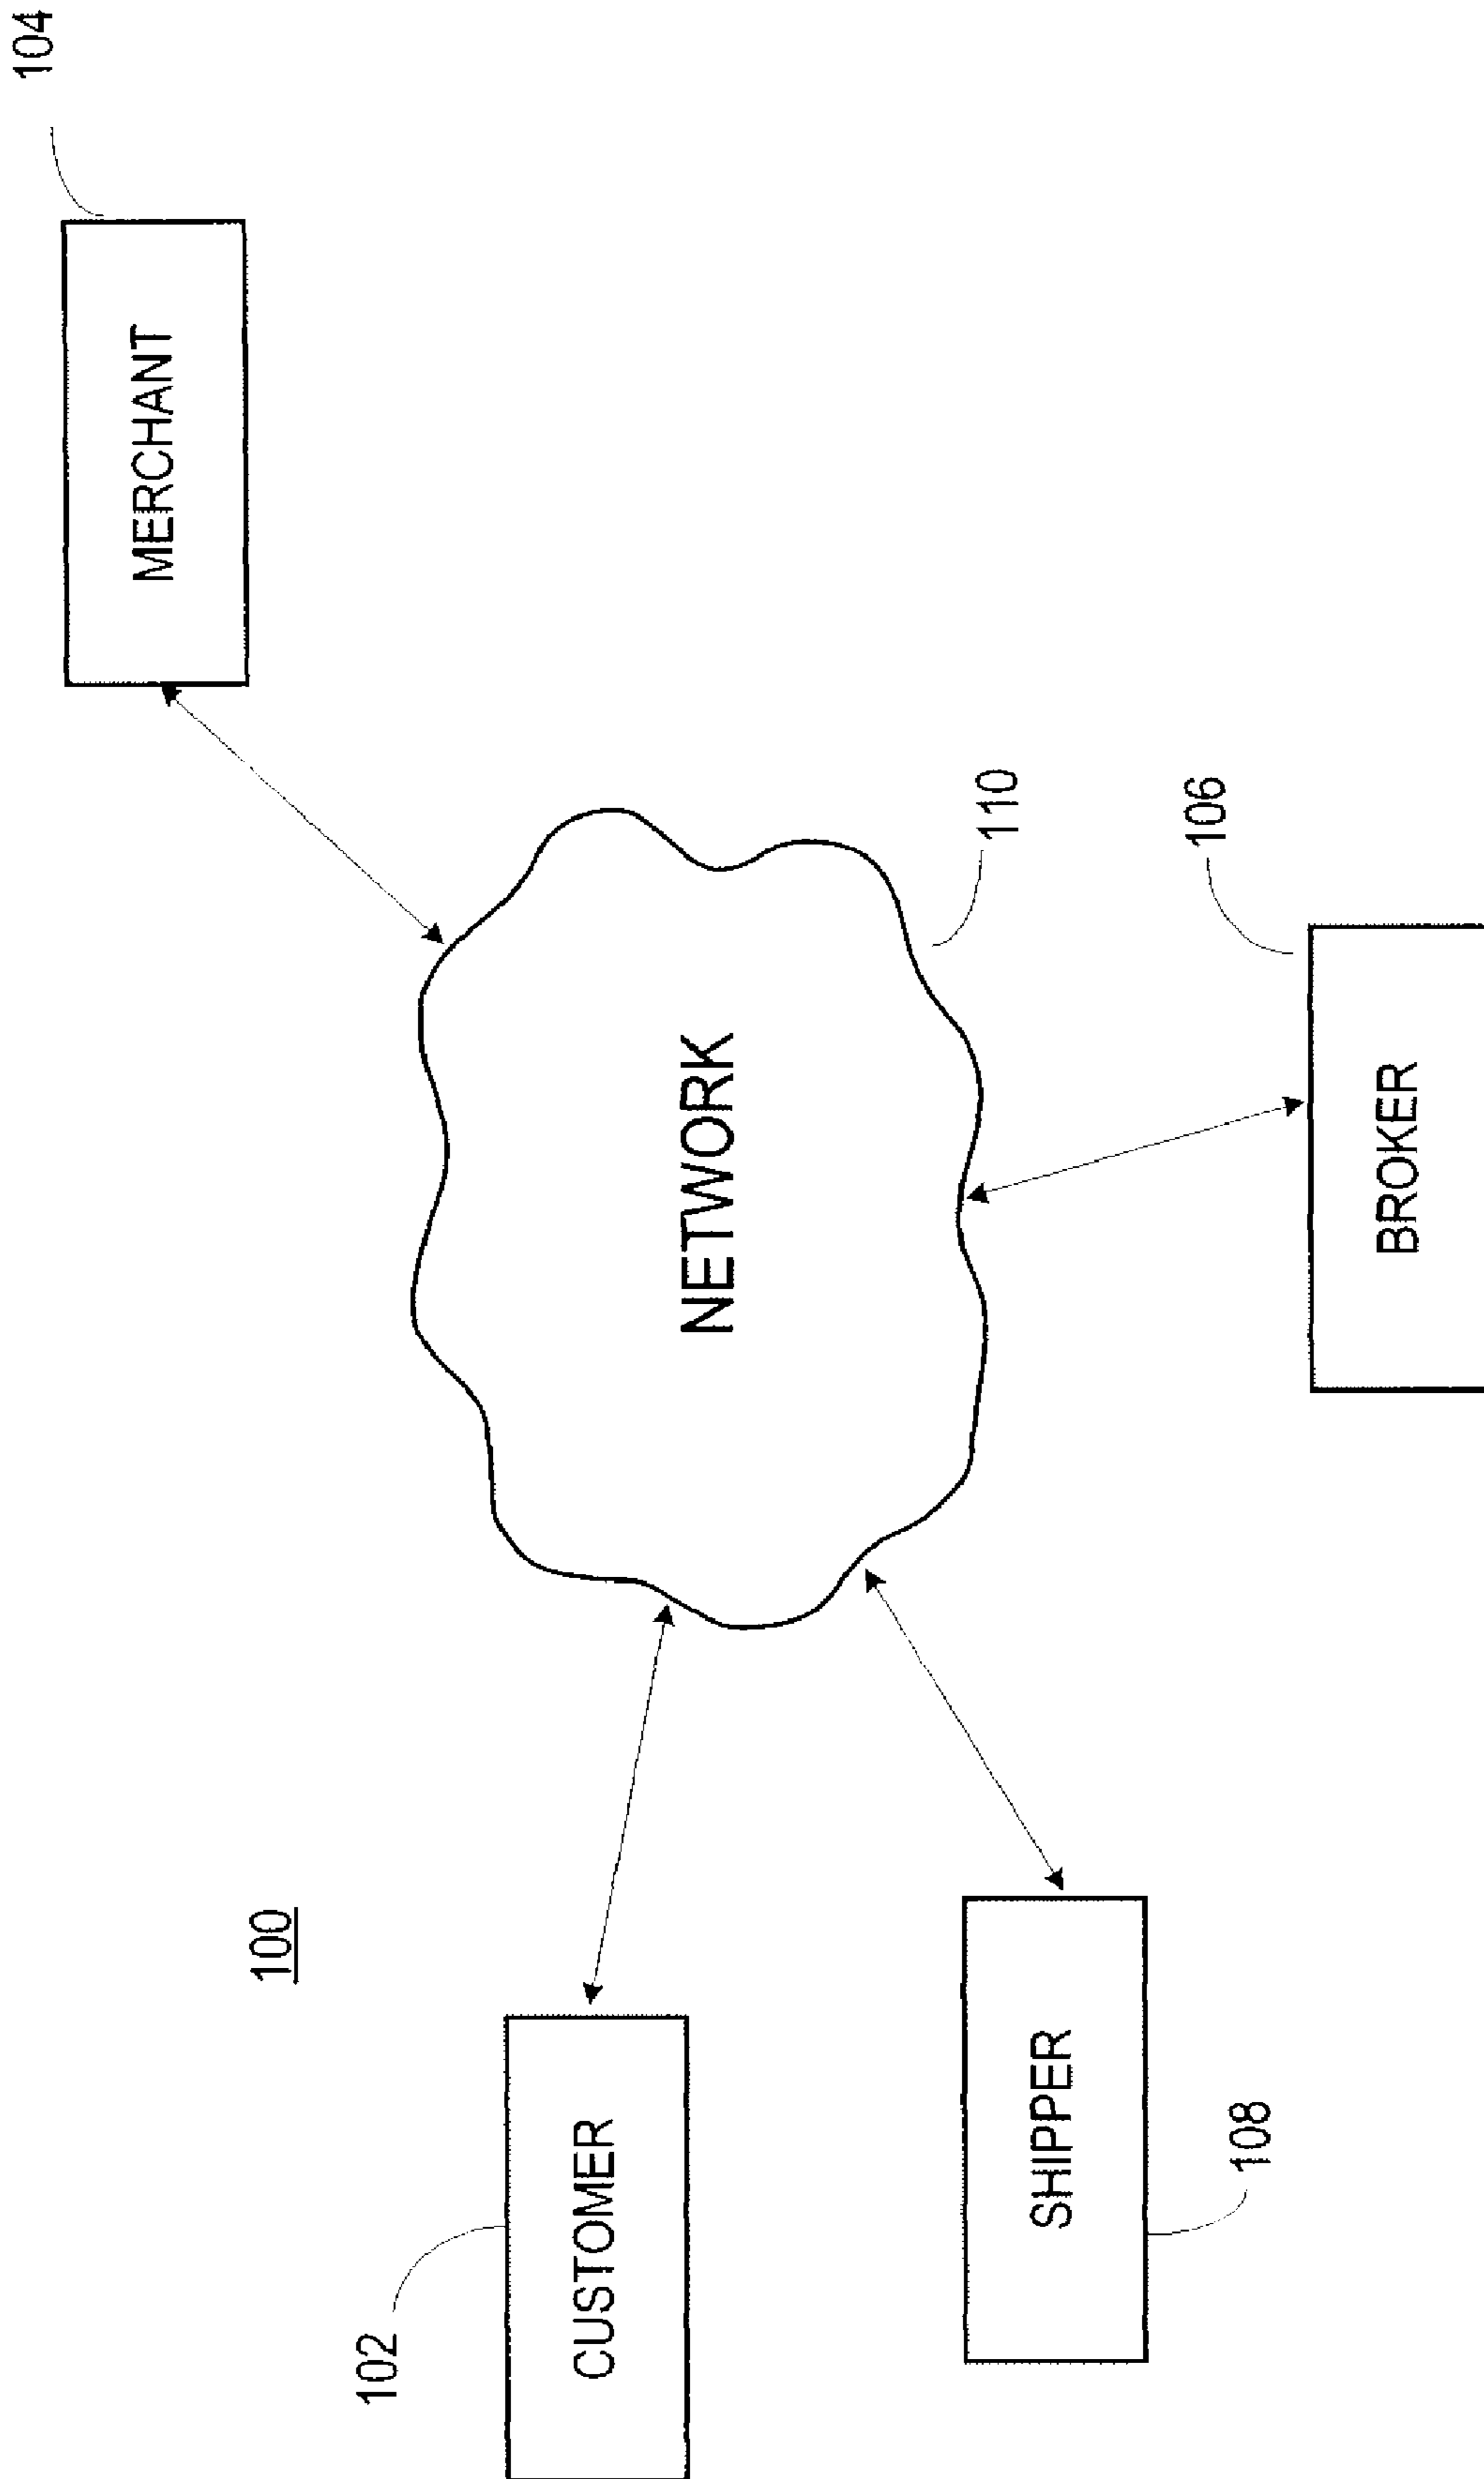 104
MERCHANT
100
NETWORK
110
102
CUSTOMER
106
SHIPPER
BROKER
108